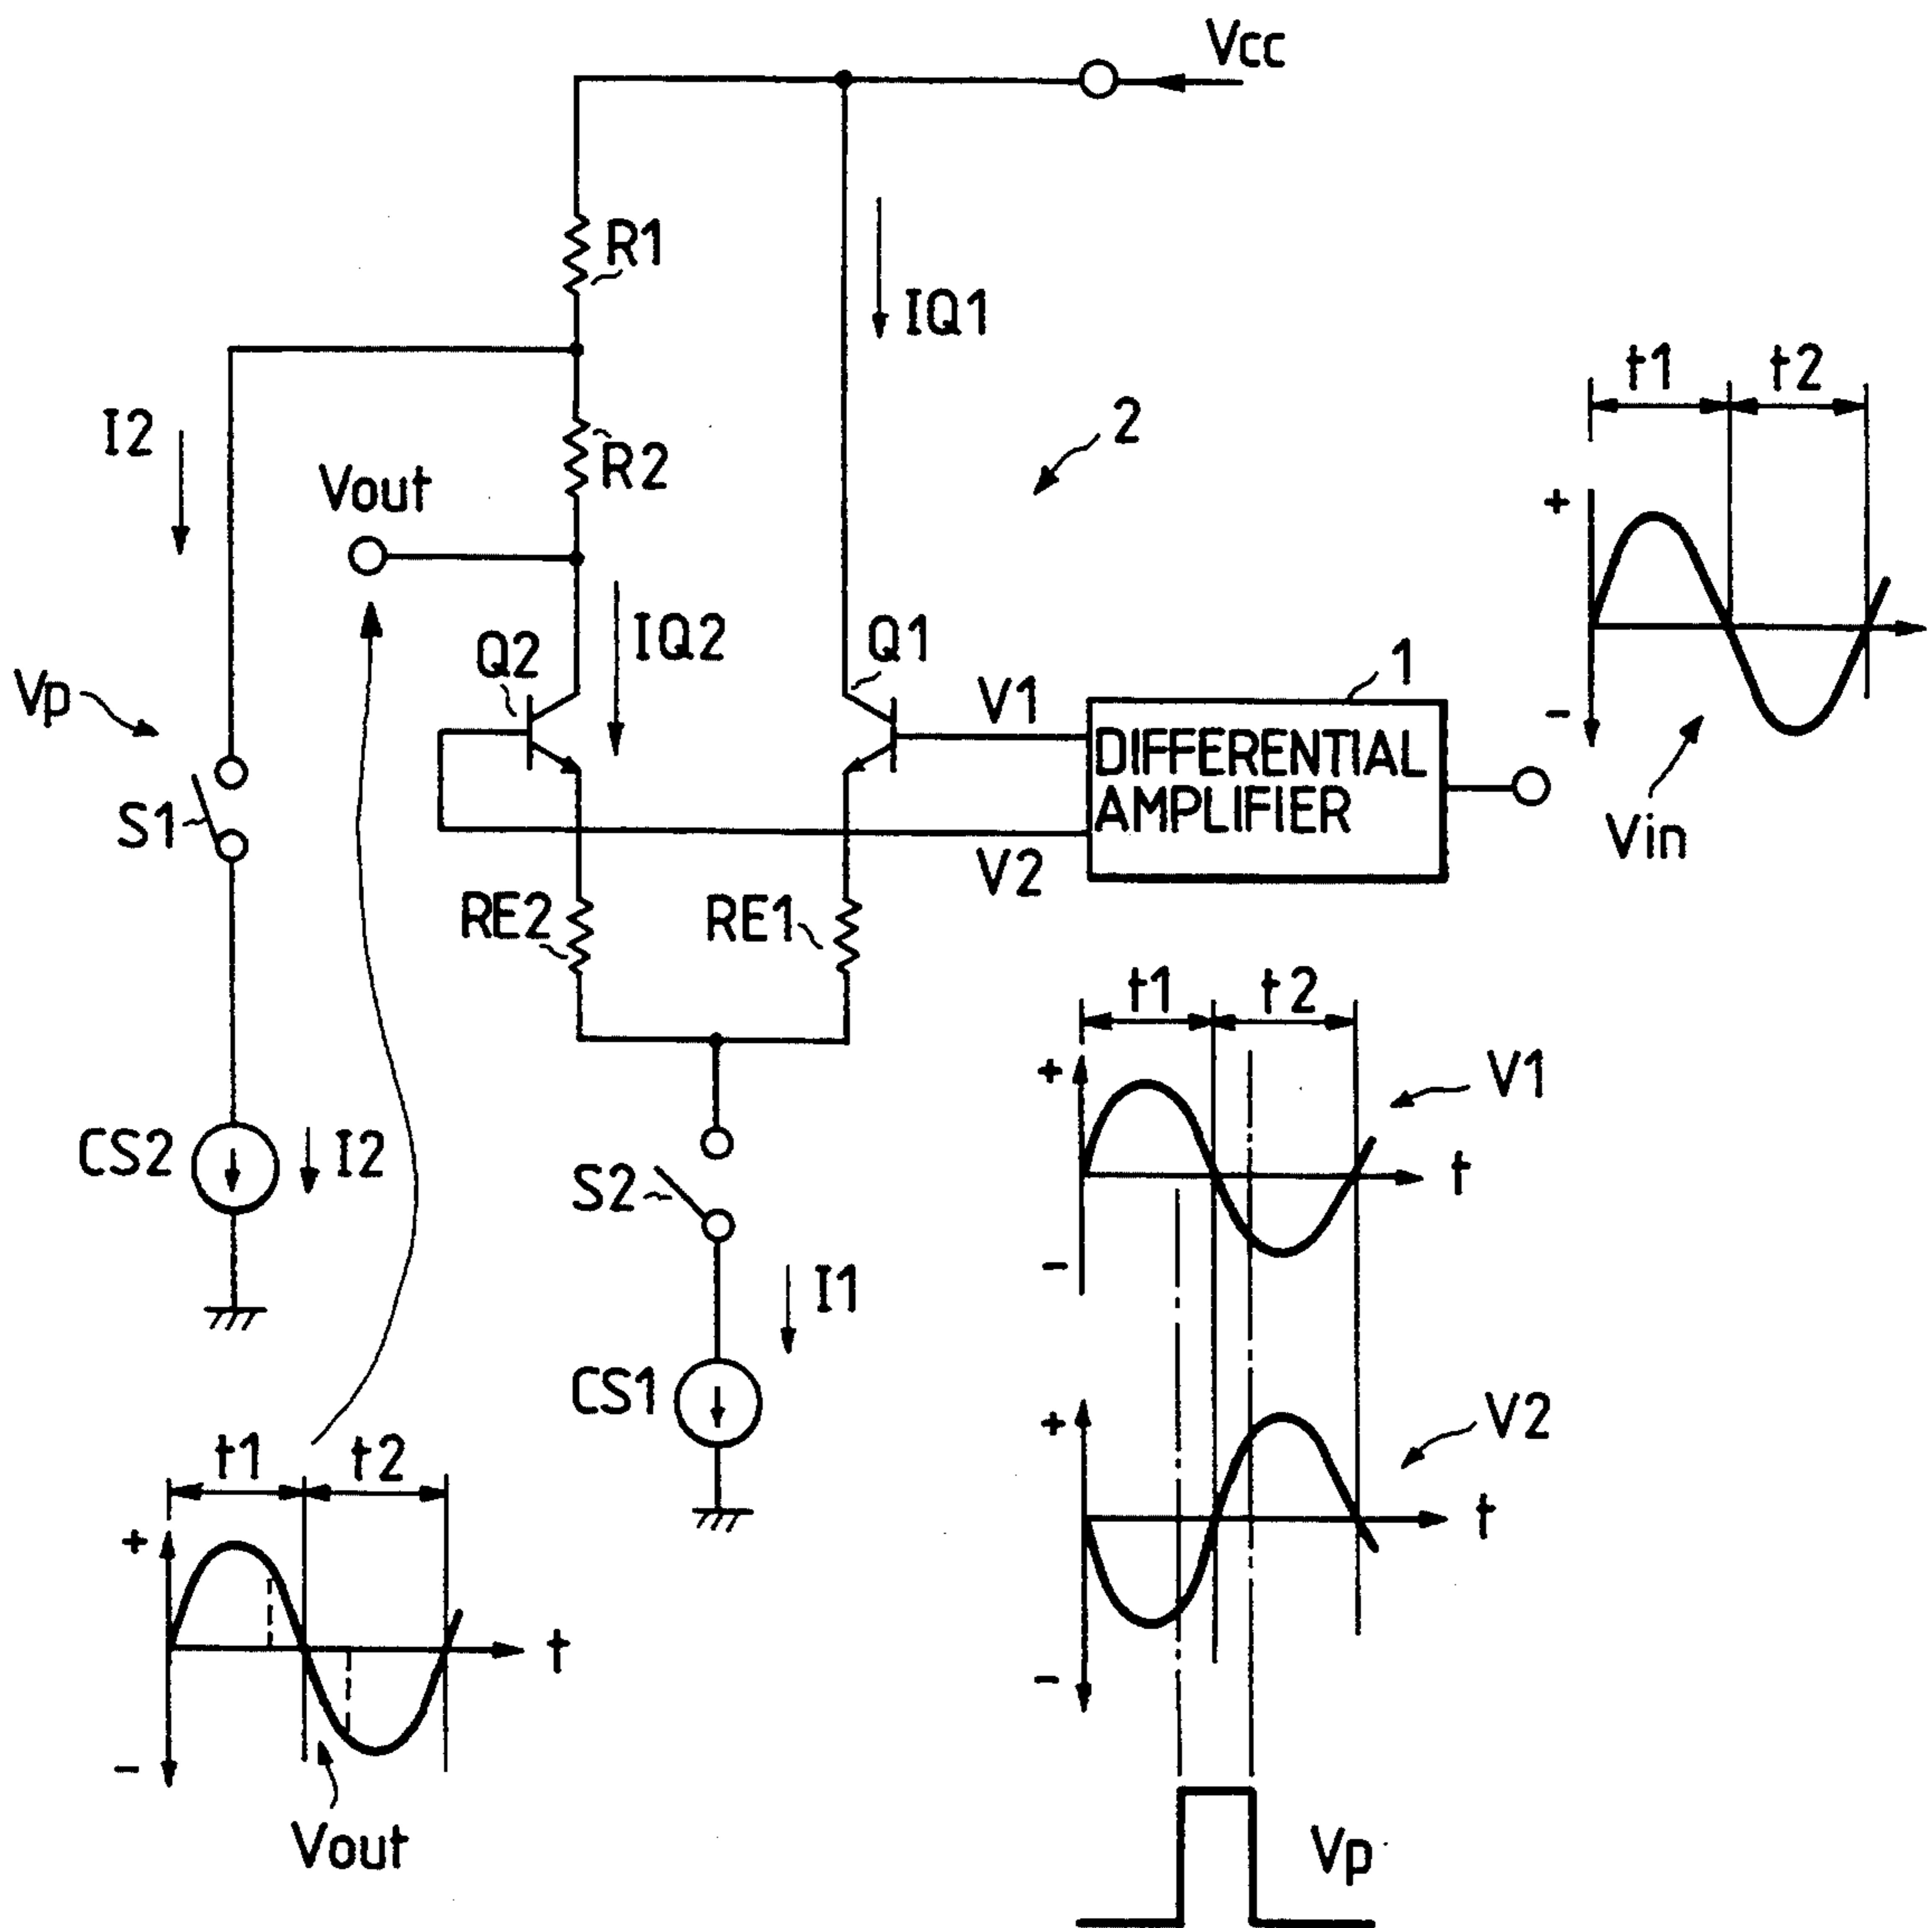 Vcc
R1
IQ1
t1 t2
I2
R2
2
Vout
+
IQ2
Q2
Q1
Vp
V1
1
-
DIFFERENTIAL
AMPLIFIER
S1
Vin
V2
RE2
RE1
t1 t2
+
V1
CS2
I2
S2
t
-
I1
CS1
+
V2
t1 t2
t
+
t
-
-
Vout
Vp